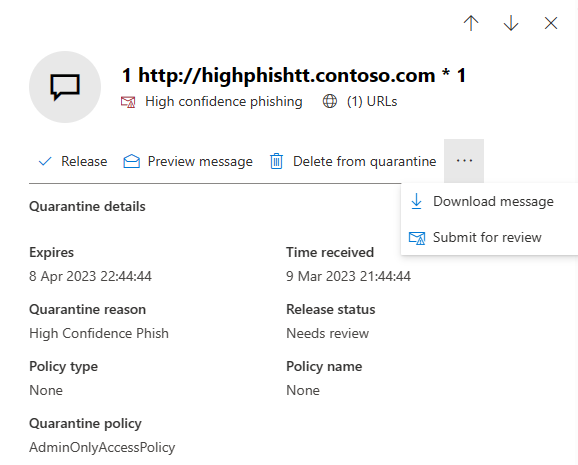 1 http://highphishtt.contoso.com * 1
High confidence phishing (1) URLs
Release Preview message Delete from quarantine ...
Download message
Submit for review
Quarantine details
Expires Time received
8 Apr 2023 22:44:44 9 Mar 2023 21:44:44
Quarantine reason Release status
High Confidence Phish Needs review
Policy type Policy name
None None
Quarantine policy
AdminOnlyAccessPolicy